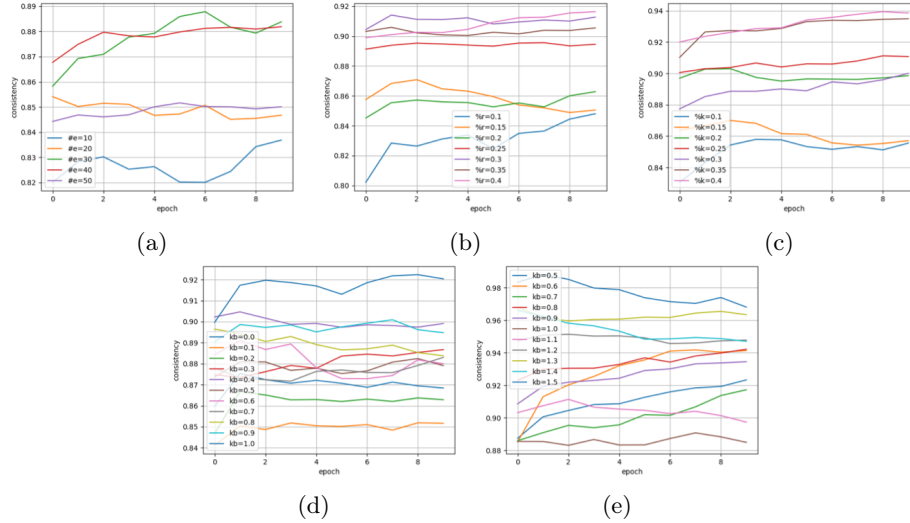 0.88
0.87
0.86
consistency
0.85
0.84
0.83
0.82
#e=10
#e=20
#e=30
#e=40
#e=50
0 2 4 6 8
epoch
(a)
0.92
0.90
0.88
consistency
0.86
0.84
0.82
0.80
%r=0.1
%r=0.15
%r=0.2
%r=0.25
%r=0.3
%r=0.35
%r=0.4
0 2 4 6 8
epoch
(b)
0.94
0.92
0.90
consistency
0.88
0.86
0.84
%k=0.1
%k=0.15
%k=0.2
%k=0.25
%k=0.3
%k=0.35
%k=0.4
0 2 4 6 8
epoch
(c)
0.92
0.91
0.90
0.89
consistency
0.88
0.87
0.86
0.85
0.84
kb=0.0
kb=0.1
kb=0.2
kb=0.3
kb=0.4
kb=0.5
kb=0.6
kb=0.7
kb=0.8
kb=0.9
kb=1.0
0 2 4 6 8
epoch
(d)
0.98
0.96
0.94
consistency
0.92
0.90
0.88
kb=0.5
kb=0.6
kb=0.7
kb=0.8
kb=0.9
kb=1.0
kb=1.1
kb=1.2
kb=1.3
kb=1.4
kb=1.5
0 2 4 6 8
epoch
(e)